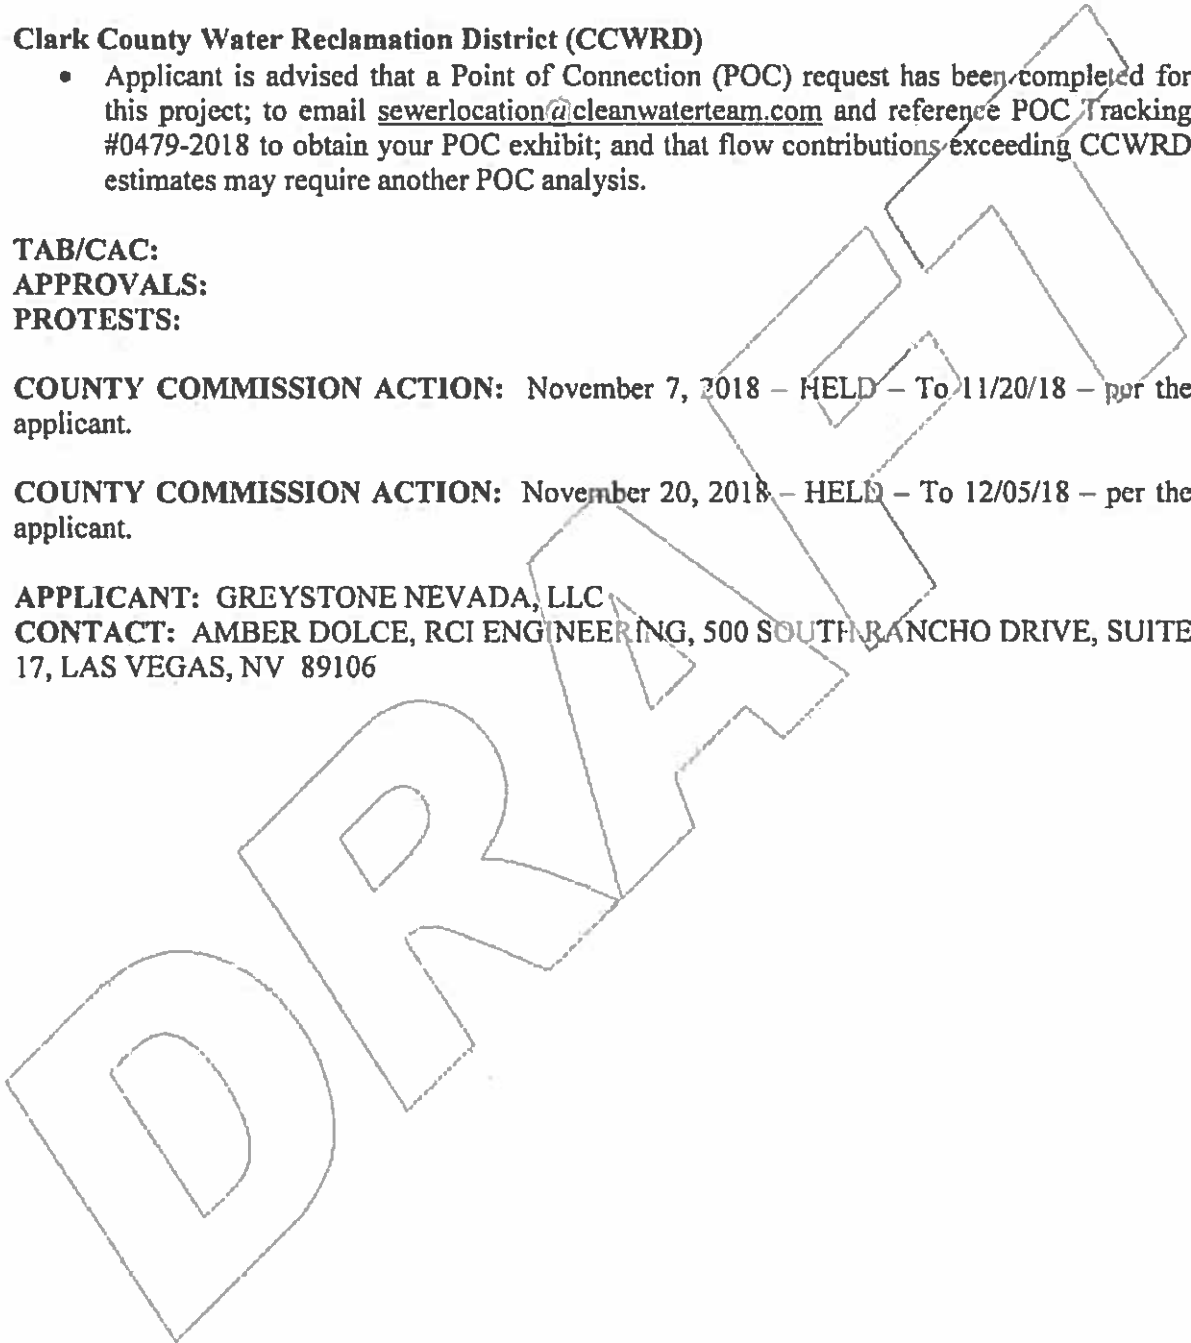 Clark County Water Reclamation District (CCWRD)
• Applicant is advised that a Point of Connection (POC) request has been completed for
this project; to email sewerlocation@cleanwaterteam.com and reference POC Tracking
#0479-2018 to obtain your POC exhibit; and that flow contributions exceeding CCWRD
estimates may require another POC analysis.
TAB/CAC:
APPROVALS:
PROTESTS:
COUNTY COMMISSION ACTION: November 7, 2018 – HELD – To 11/20/18 – per the
applicant.
COUNTY COMMISSION ACTION: November 20, 2018 – HELD – To 12/05/18 – per the
applicant.
APPLICANT: GREYSTONE NEVADA, LLC
CONTACT: AMBER DOLCE, RCI ENGINEERING, 500 SOUTH RANCHO DRIVE, SUITE
17, LAS VEGAS, NV 89106
DRAFT